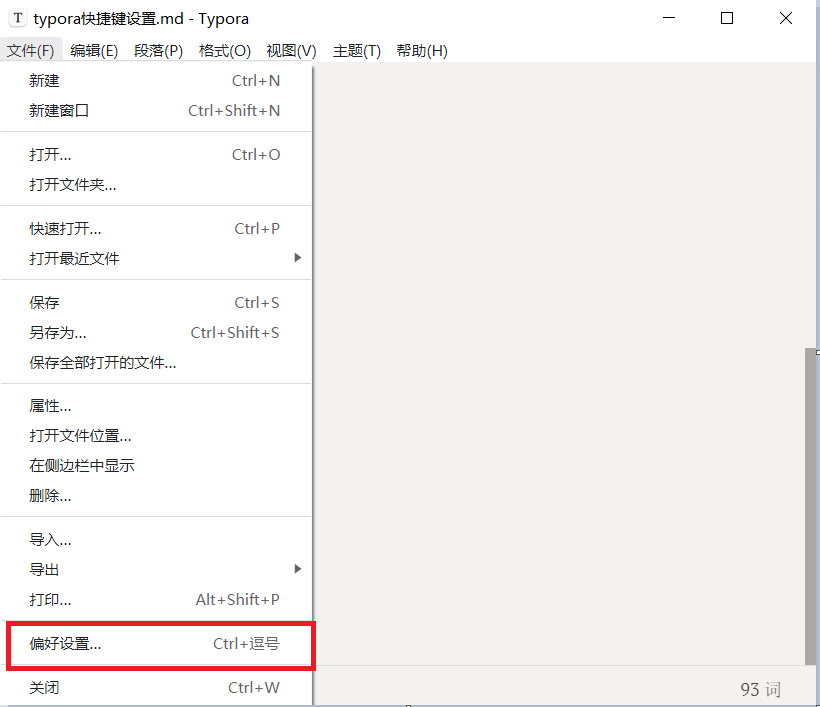 T typora快捷键设置.md - Typora
文件(F) 编辑(E) 段落(P) 格式(O) 视图(V) 主题(T) 帮助(H)
新建 Ctrl+N
新建窗口 Ctrl+Shift+N
打开... Ctrl+O
打开文件夹...
快速打开... Ctrl+P
打开最近文件
保存 Ctrl+S
另存为... Ctrl+Shift+S
保存全部打开的文件...
属性...
打开文件位置...
在侧边栏中显示
删除...
导入...
导出
打印... Alt+Shift+P
偏好设置... Ctrl+逗号
关闭 Ctrl+W
93 词